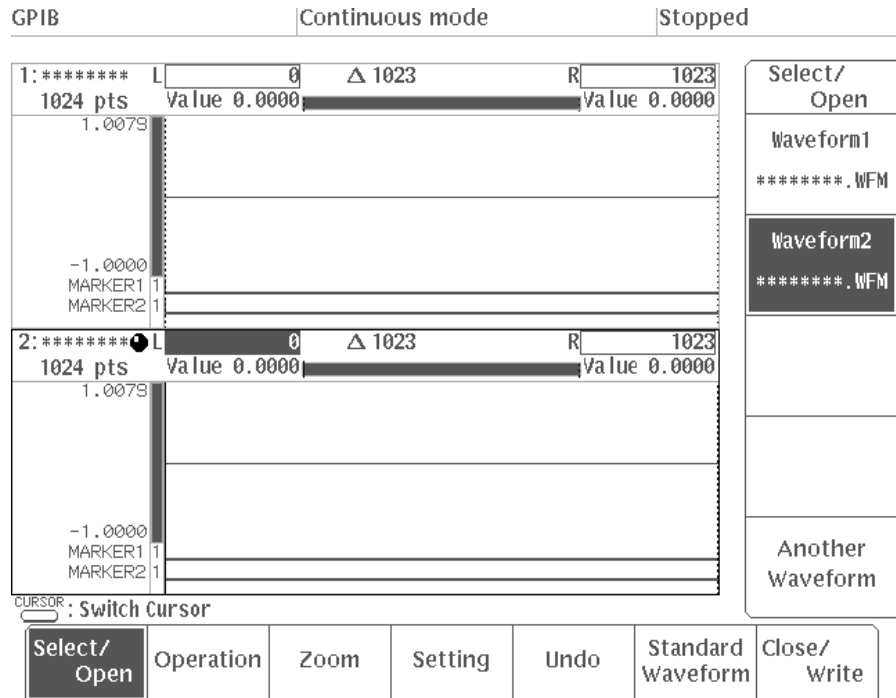 GPIB
Continuous mode
Stopped
1:******** L 0 Δ 1023 R 1023
1024 pts Value 0.0000 Value 0.0000
1.0079
-1.0000
MARKER1 1
MARKER2 1
2:******** L 0 Δ 1023 R 1023
1024 pts Value 0.0000 Value 0.0000
1.0079
-1.0000
MARKER1 1
MARKER2 1
CURSOR : Switch Cursor
Select/
Open
Waveform1
********.WFM
Waveform2
********.WFM
Another
Waveform
Select/
Open
Operation
Zoom
Setting
Undo
Standard
Waveform
Close/
Write